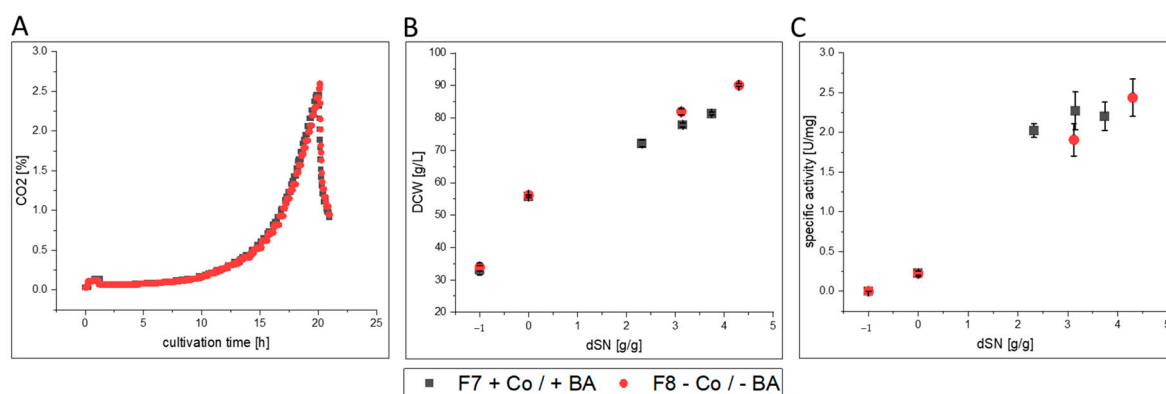 A
3.0
2.5
2.0
1.5
1.0
0.5
0.0
CO2 [%]
0 5 10 15 20 25
cultivation time [h]
B
100
90
80
70
60
50
40
30
20
DCW [g/L]
−1 0 1 2 3 4 5
dSN [g/g]
C
3.0
2.5
2.0
1.5
1.0
0.5
0.0
specific activity [U/mg]
−1 0 1 2 3 4 5
dSN [g/g]
F7 + Co / + BA F8 - Co / - BA